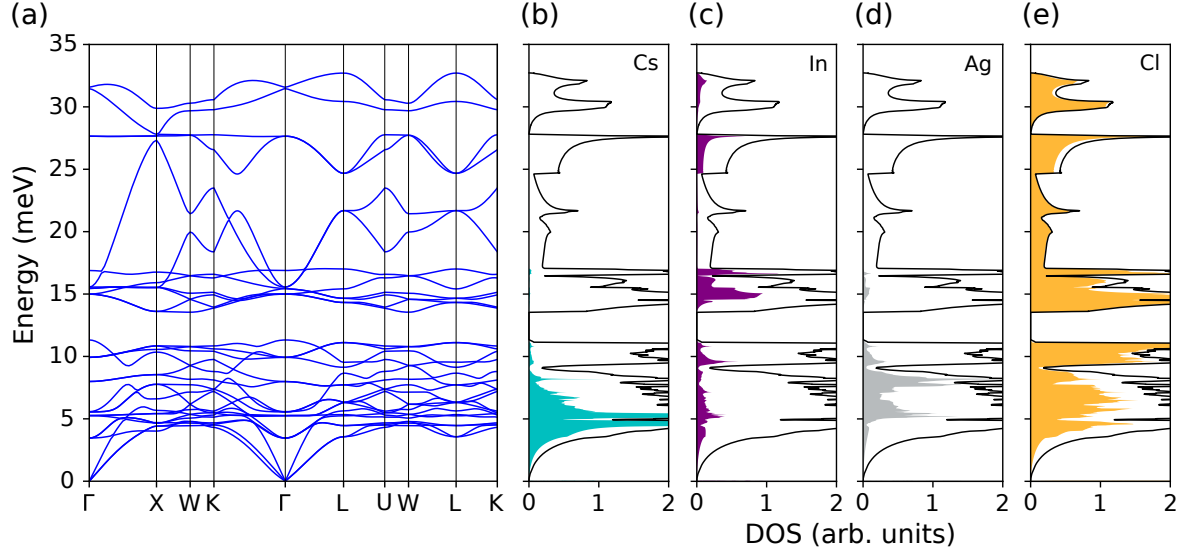 (a) (b) (c) (d) (e)
Cs In Ag Cl
Energy (meV)
35
30
25
20
15
10
5
0
Γ X W K Γ L U W L K
0 1 2 0 1 2 0 1 2 0 1 2
DOS (arb. units)